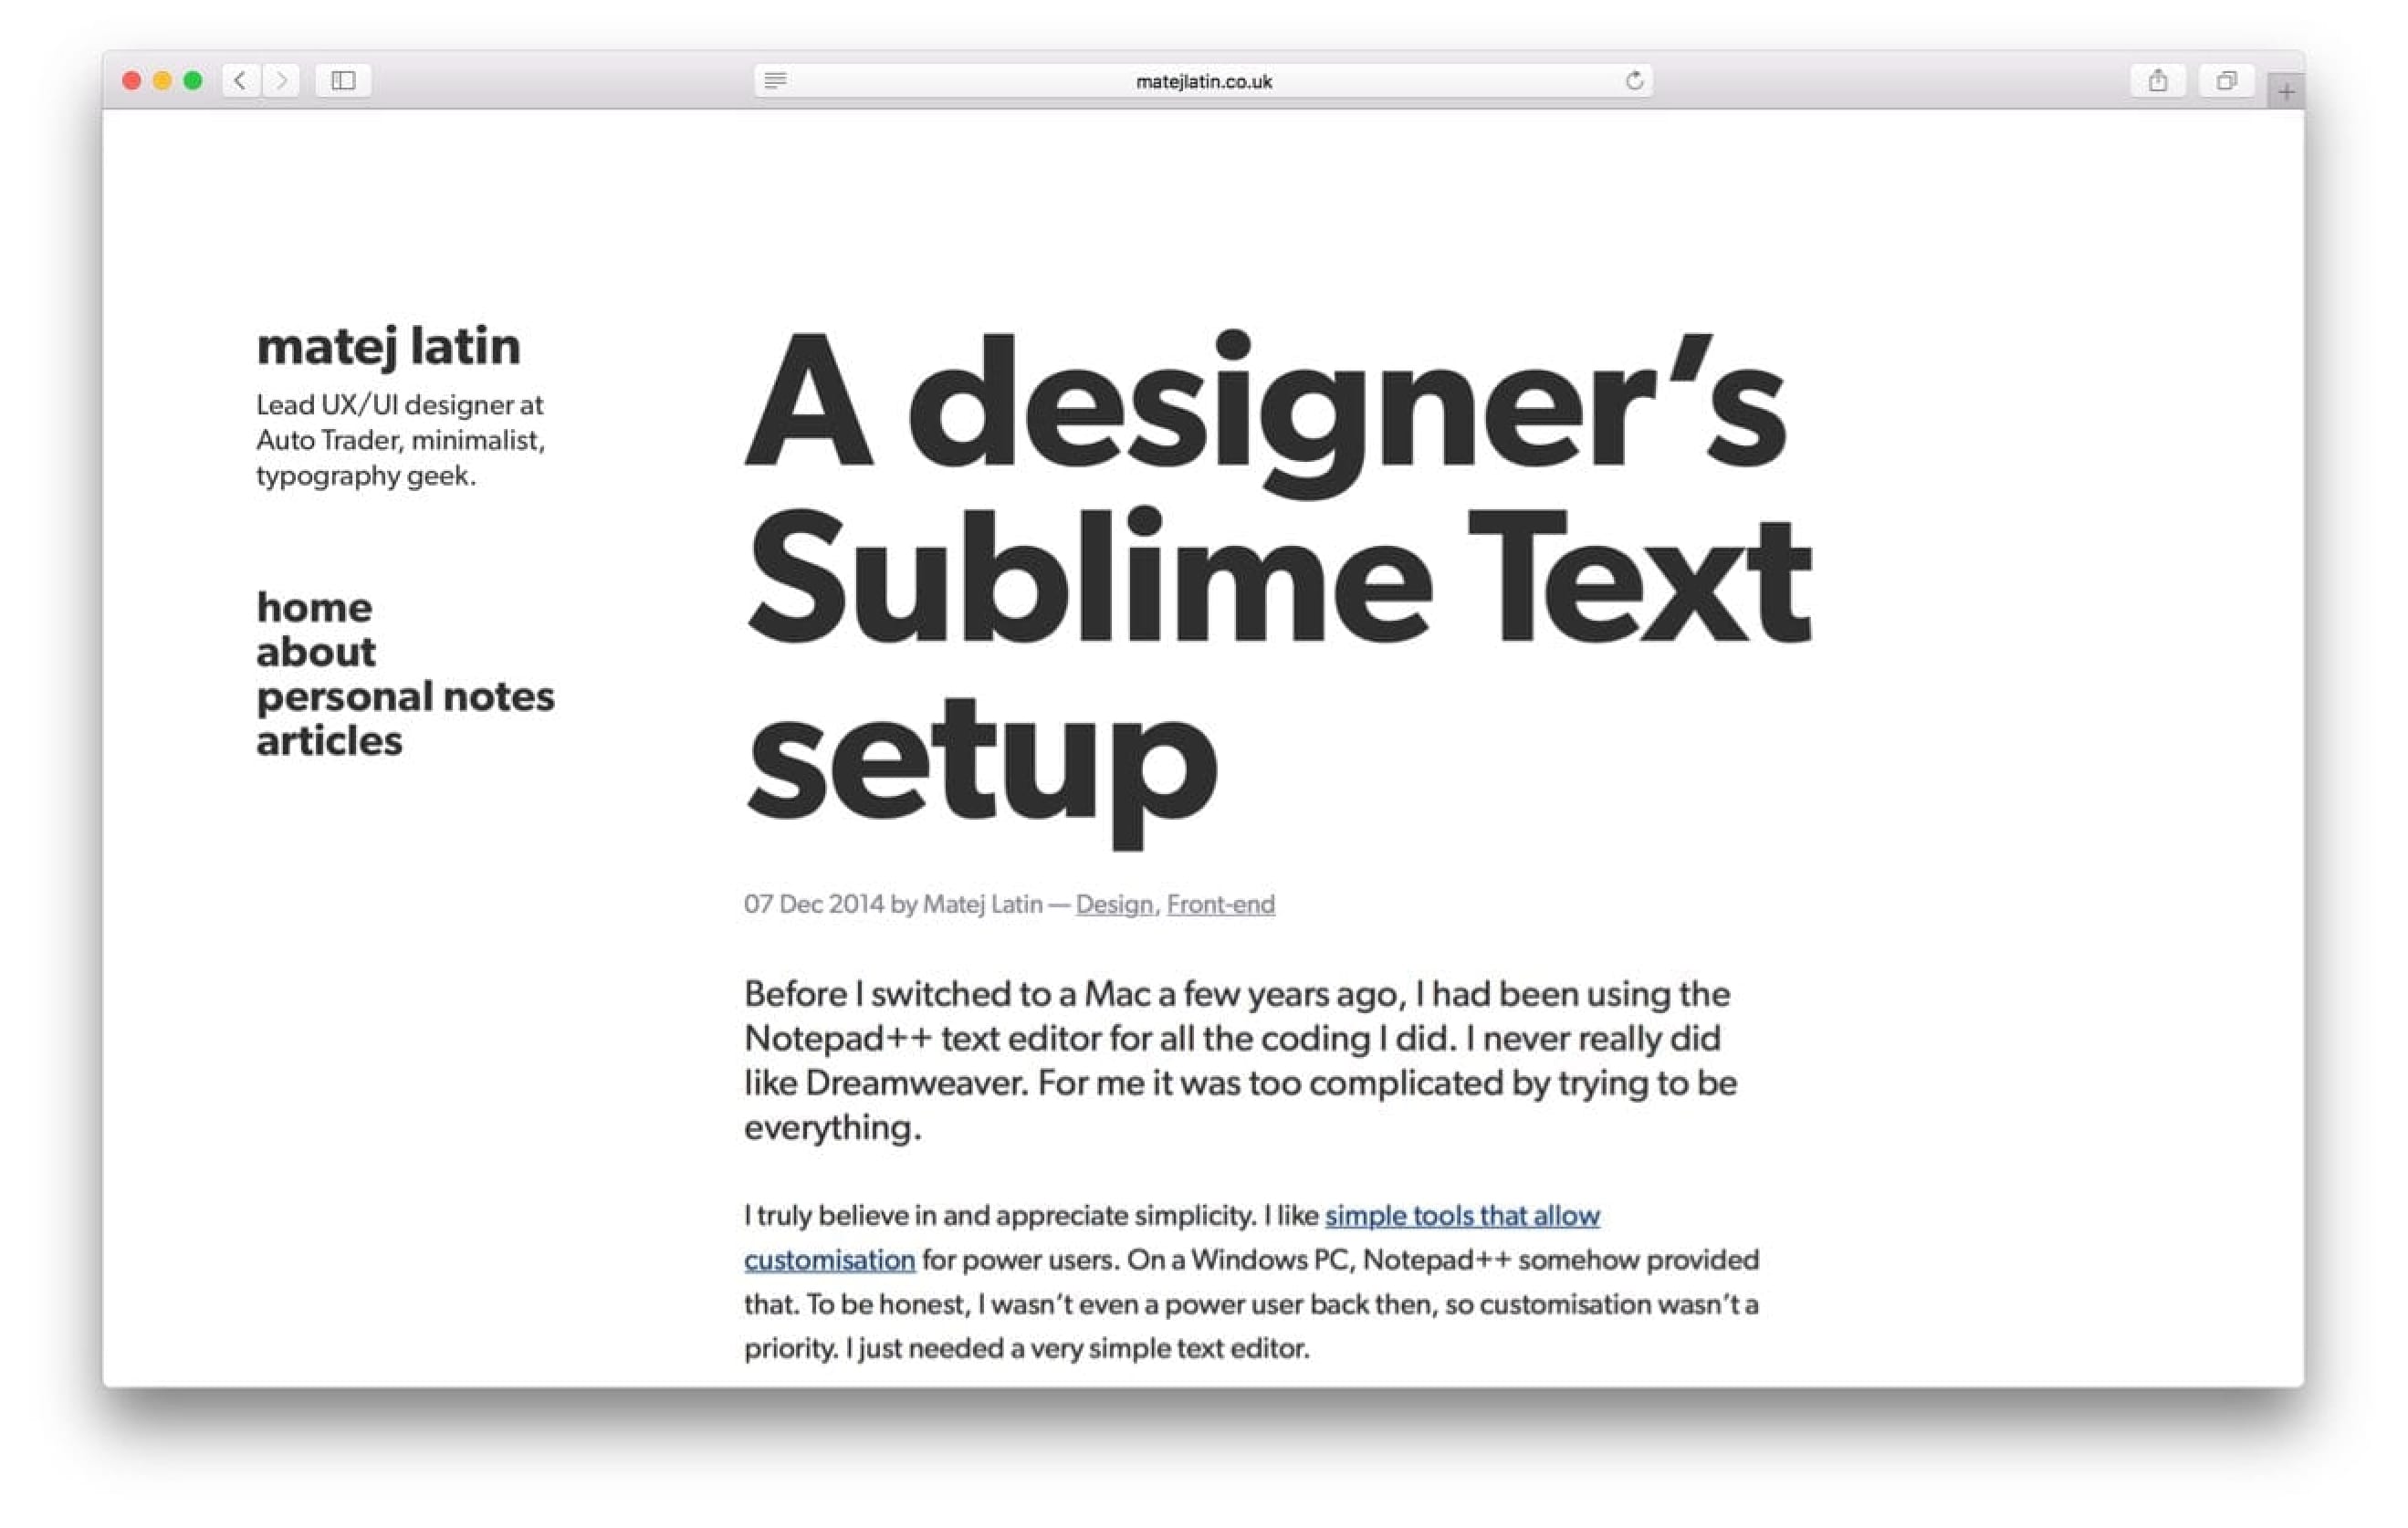 matejlatin.co.uk
matej latin
Lead UX/UI designer at
Auto Trader, minimalist,
typography geek.
home
about
personal notes
articles
A designer’s
Sublime Text
setup
07 Dec 2014 by Matej Latin — Design, Front-end
Before I switched to a Mac a few years ago, I had been using the
Notepad++ text editor for all the coding I did. I never really did
like Dreamweaver. For me it was too complicated by trying to be
everything.
I truly believe in and appreciate simplicity. I like simple tools that allow
customisation for power users. On a Windows PC, Notepad++ somehow provided
that. To be honest, I wasn’t even a power user back then, so customisation wasn’t a
priority. I just needed a very simple text editor.